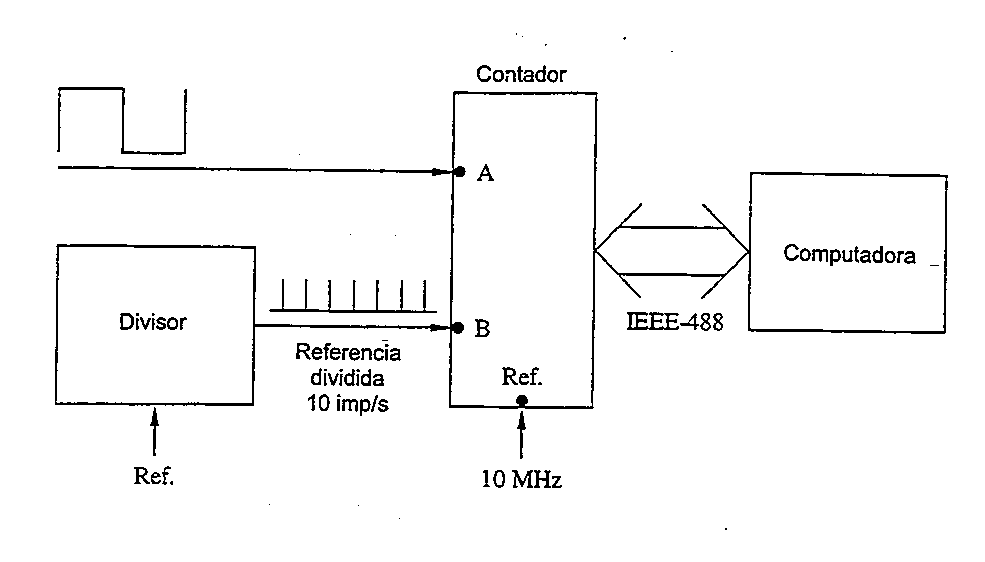 Contador
A
Divisor
Referencia
dividida
10 imp/s
B
Ref.
Ref.
10 MHz
IEEE-488
Computadora